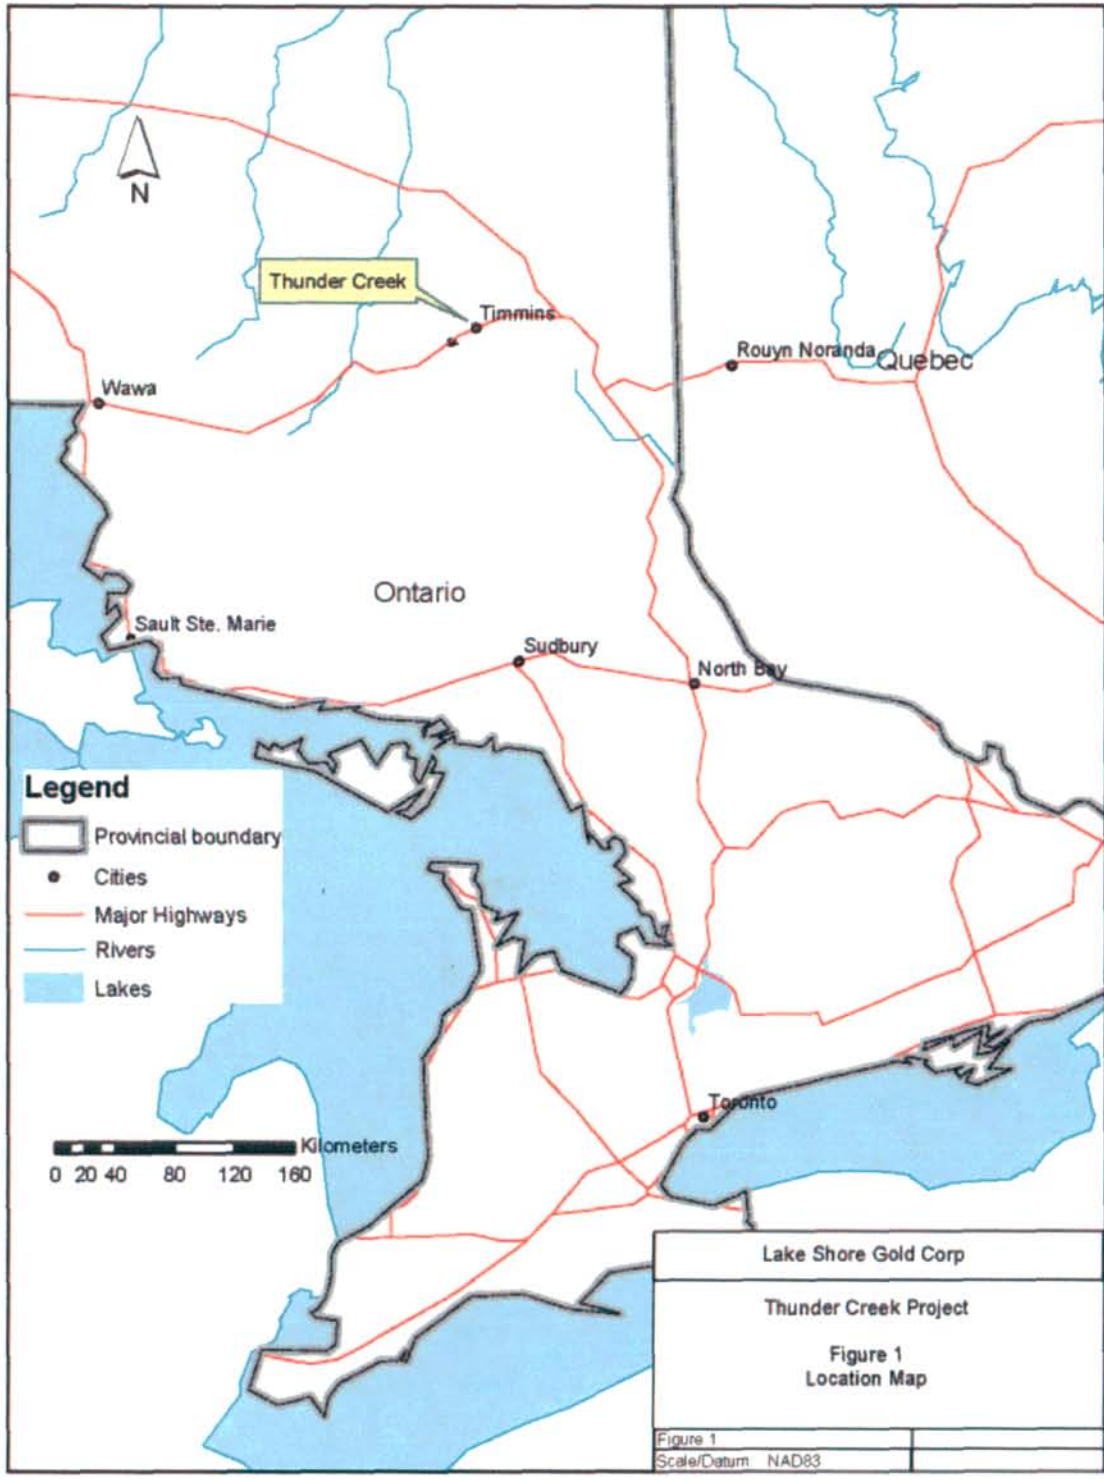 N
Thunder Creek
Timmins
Rouyn Noranda
Quebec
Wawa
Ontario
Sault Ste. Marie
Sudbury
North Bay
Legend
Provincial boundary
Cities
Major Highways
Rivers
Lakes
Toronto
Kilometers
0 20 40 80 120 160
Lake Shore Gold Corp
Thunder Creek Project
Figure 1
Location Map
Figure 1
Scale/Datum NAD83